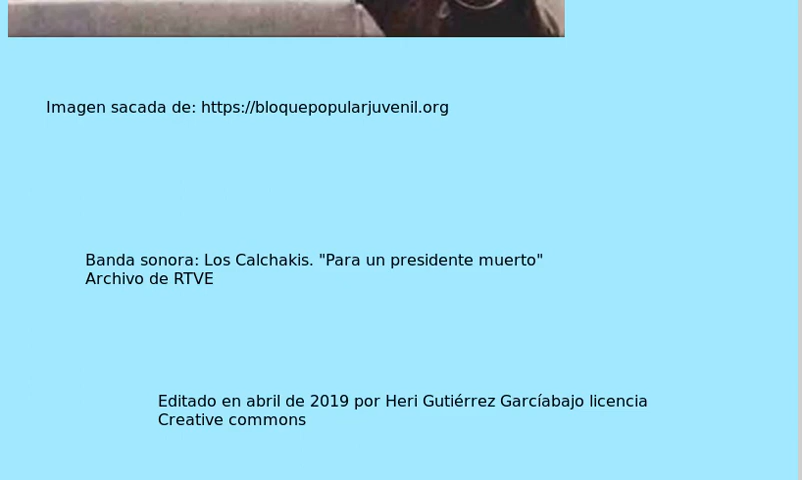 Imagen sacada de: https://bloquepopularjuvenil.org
Banda sonora: Los Calchakis. "Para un presidente muerto"
Archivo de RTVE
Editado en abril de 2019 por Heri Gutiérrez Garcíabajo licencia
Creative commons